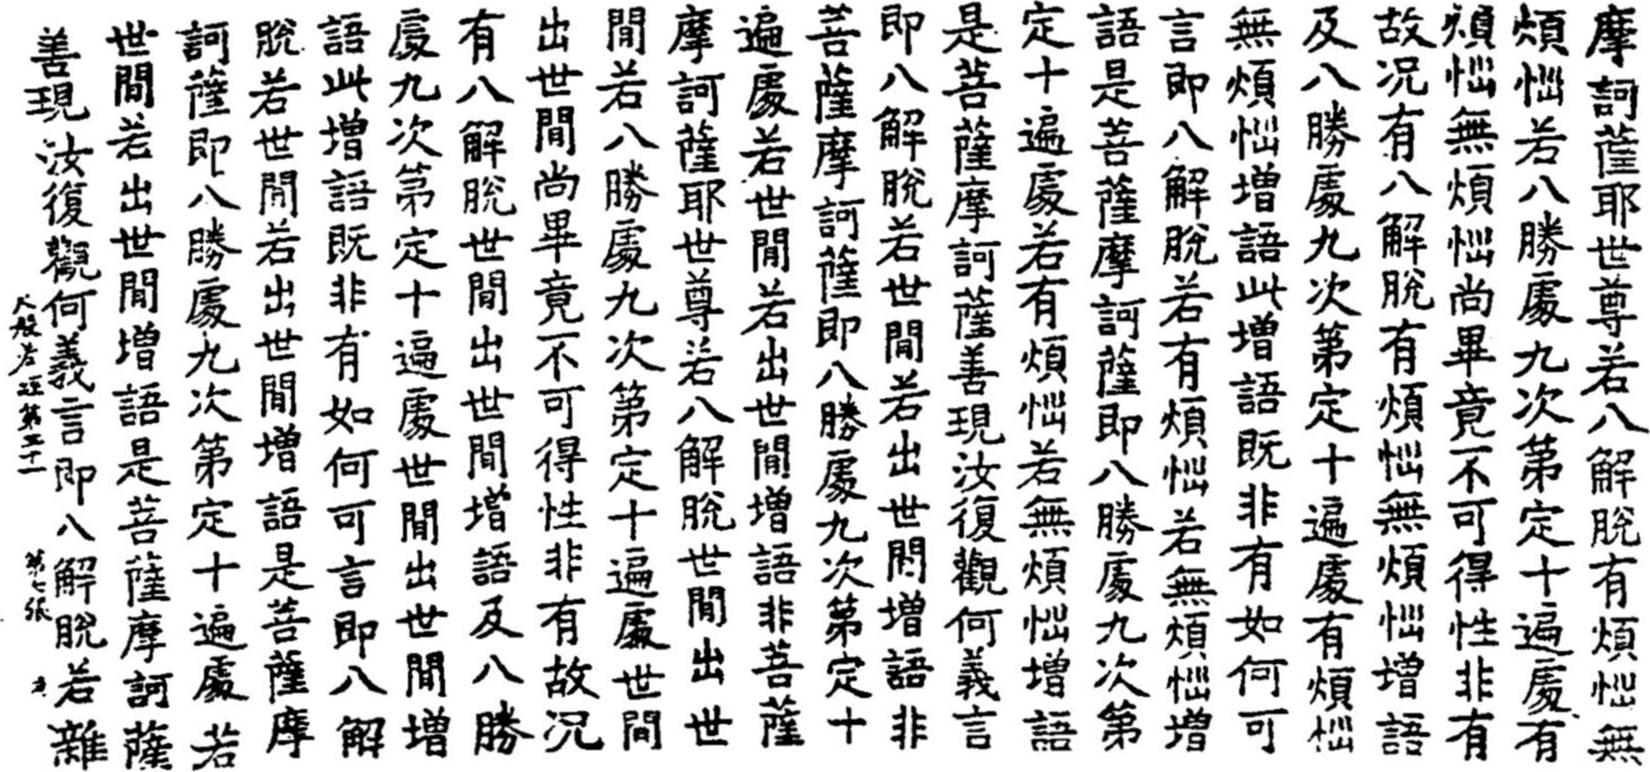 摩訶薩耶世尊若八解脫有煩惱無
煩惱若八勝處九次第定十遍處有
煩惱無煩惱尚畢竟不可得性非有
故况有八解脫有煩惱無煩惱增語
及八勝處九次第定十遍處有煩惱
無煩惱增語此增語既非有如何可
言即八解脫若有煩惱若無煩惱增
語是菩薩摩訶薩即八勝處九次第
定十遍處若有煩惱若無煩惱增語
是菩薩摩訶薩善現汝復觀何義言
即八解脫若世間若出世間增語非
菩薩摩訶薩即八勝處九次第定十
遍處若世間若出世間增語非菩薩
摩訶薩耶世尊若八解脫世間出世
間若八勝處九次第定十遍處世間
出世間尚畢竟不可得性非有故况
有八解脫世間出世間增語及八勝
處九次第定十遍處世間出世間增
語此增語既非有如何可言即八解
脫若世間若出世間增語是菩薩摩
訶薩即八勝處九次第定十遍處若
世間若出世間增語是菩薩摩訶薩
善現汝復觀何義言即八解脫若雜
大般若經第三十一 第七張